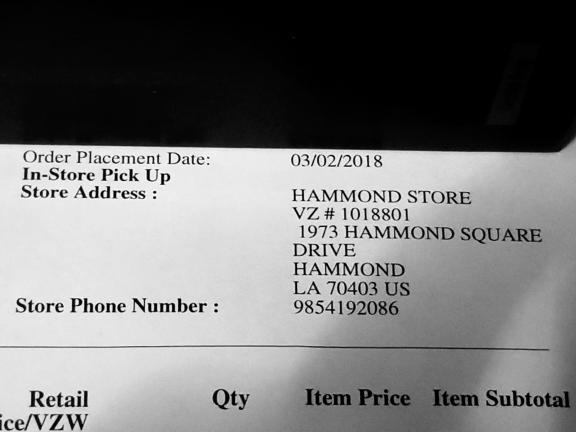 Order Placement Date: 03/02/2018
In-Store Pick Up
Store Address : HAMMOND STORE
VZ # 1018801
1973 HAMMOND SQUARE
DRIVE
HAMMOND
LA 70403 US
Store Phone Number : 9854192086
Retail Qty Item Price Item Subtotal
ice/VZW